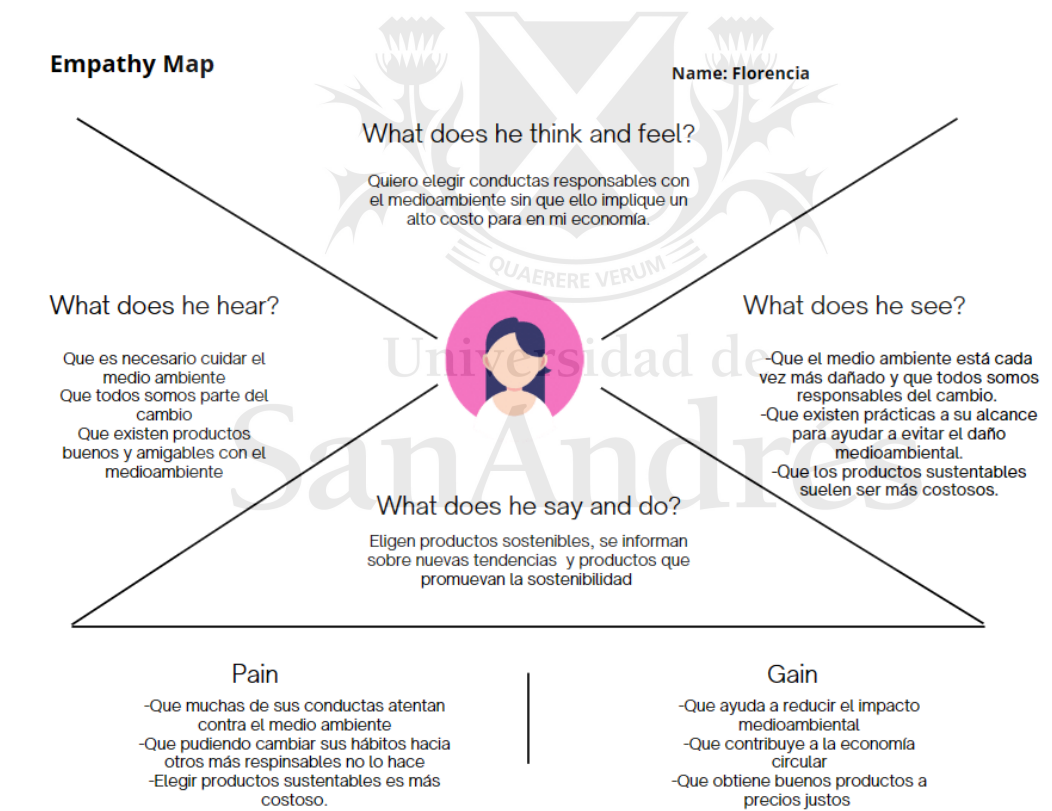 Empathy Map
Name: Florencia
What does he think and feel?
Quiero elegir conductas responsables con
el medioambiente sin que ello implique un
alto costo para en mi economía.
QUAERERE VERUM
What does he hear?
Que es necesario cuidar el
medio ambiente
Que todos somos parte del
cambio
Que existen productos
buenos y amigables con el
medioambiente
What does he see?
-Que el medio ambiente está cada
vez más dañado y que todos somos
responsables del cambio.
-Que existen prácticas a su alcance
para ayudar a evitar el daño
medioambiental.
-Que los productos sustentables
suelen ser más costosos.
Universidad de
SanAndrés
What does he say and do?
Eligen productos sostenibles, se informan
sobre nuevas tendencias y productos que
promuevan la sostenibilidad
Pain
-Que muchas de sus conductas atentan
contra el medio ambiente
-Que pudiendo cambiar sus hábitos hacia
otros más respinsables no lo hace
-Elegir productos sustentables es más
costoso.
Gain
-Que ayuda a reducir el impacto
medioambiental
-Que contribuye a la economía
circular
-Que obtiene buenos productos a
precios justos